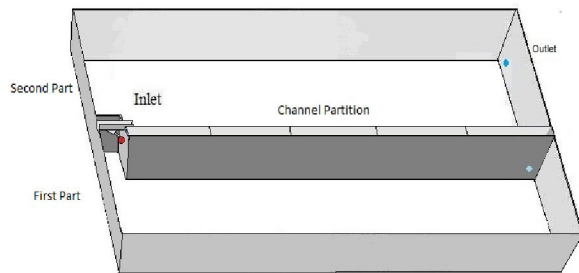 Outlet
Second Part
Inlet
Channel Partition
First Part